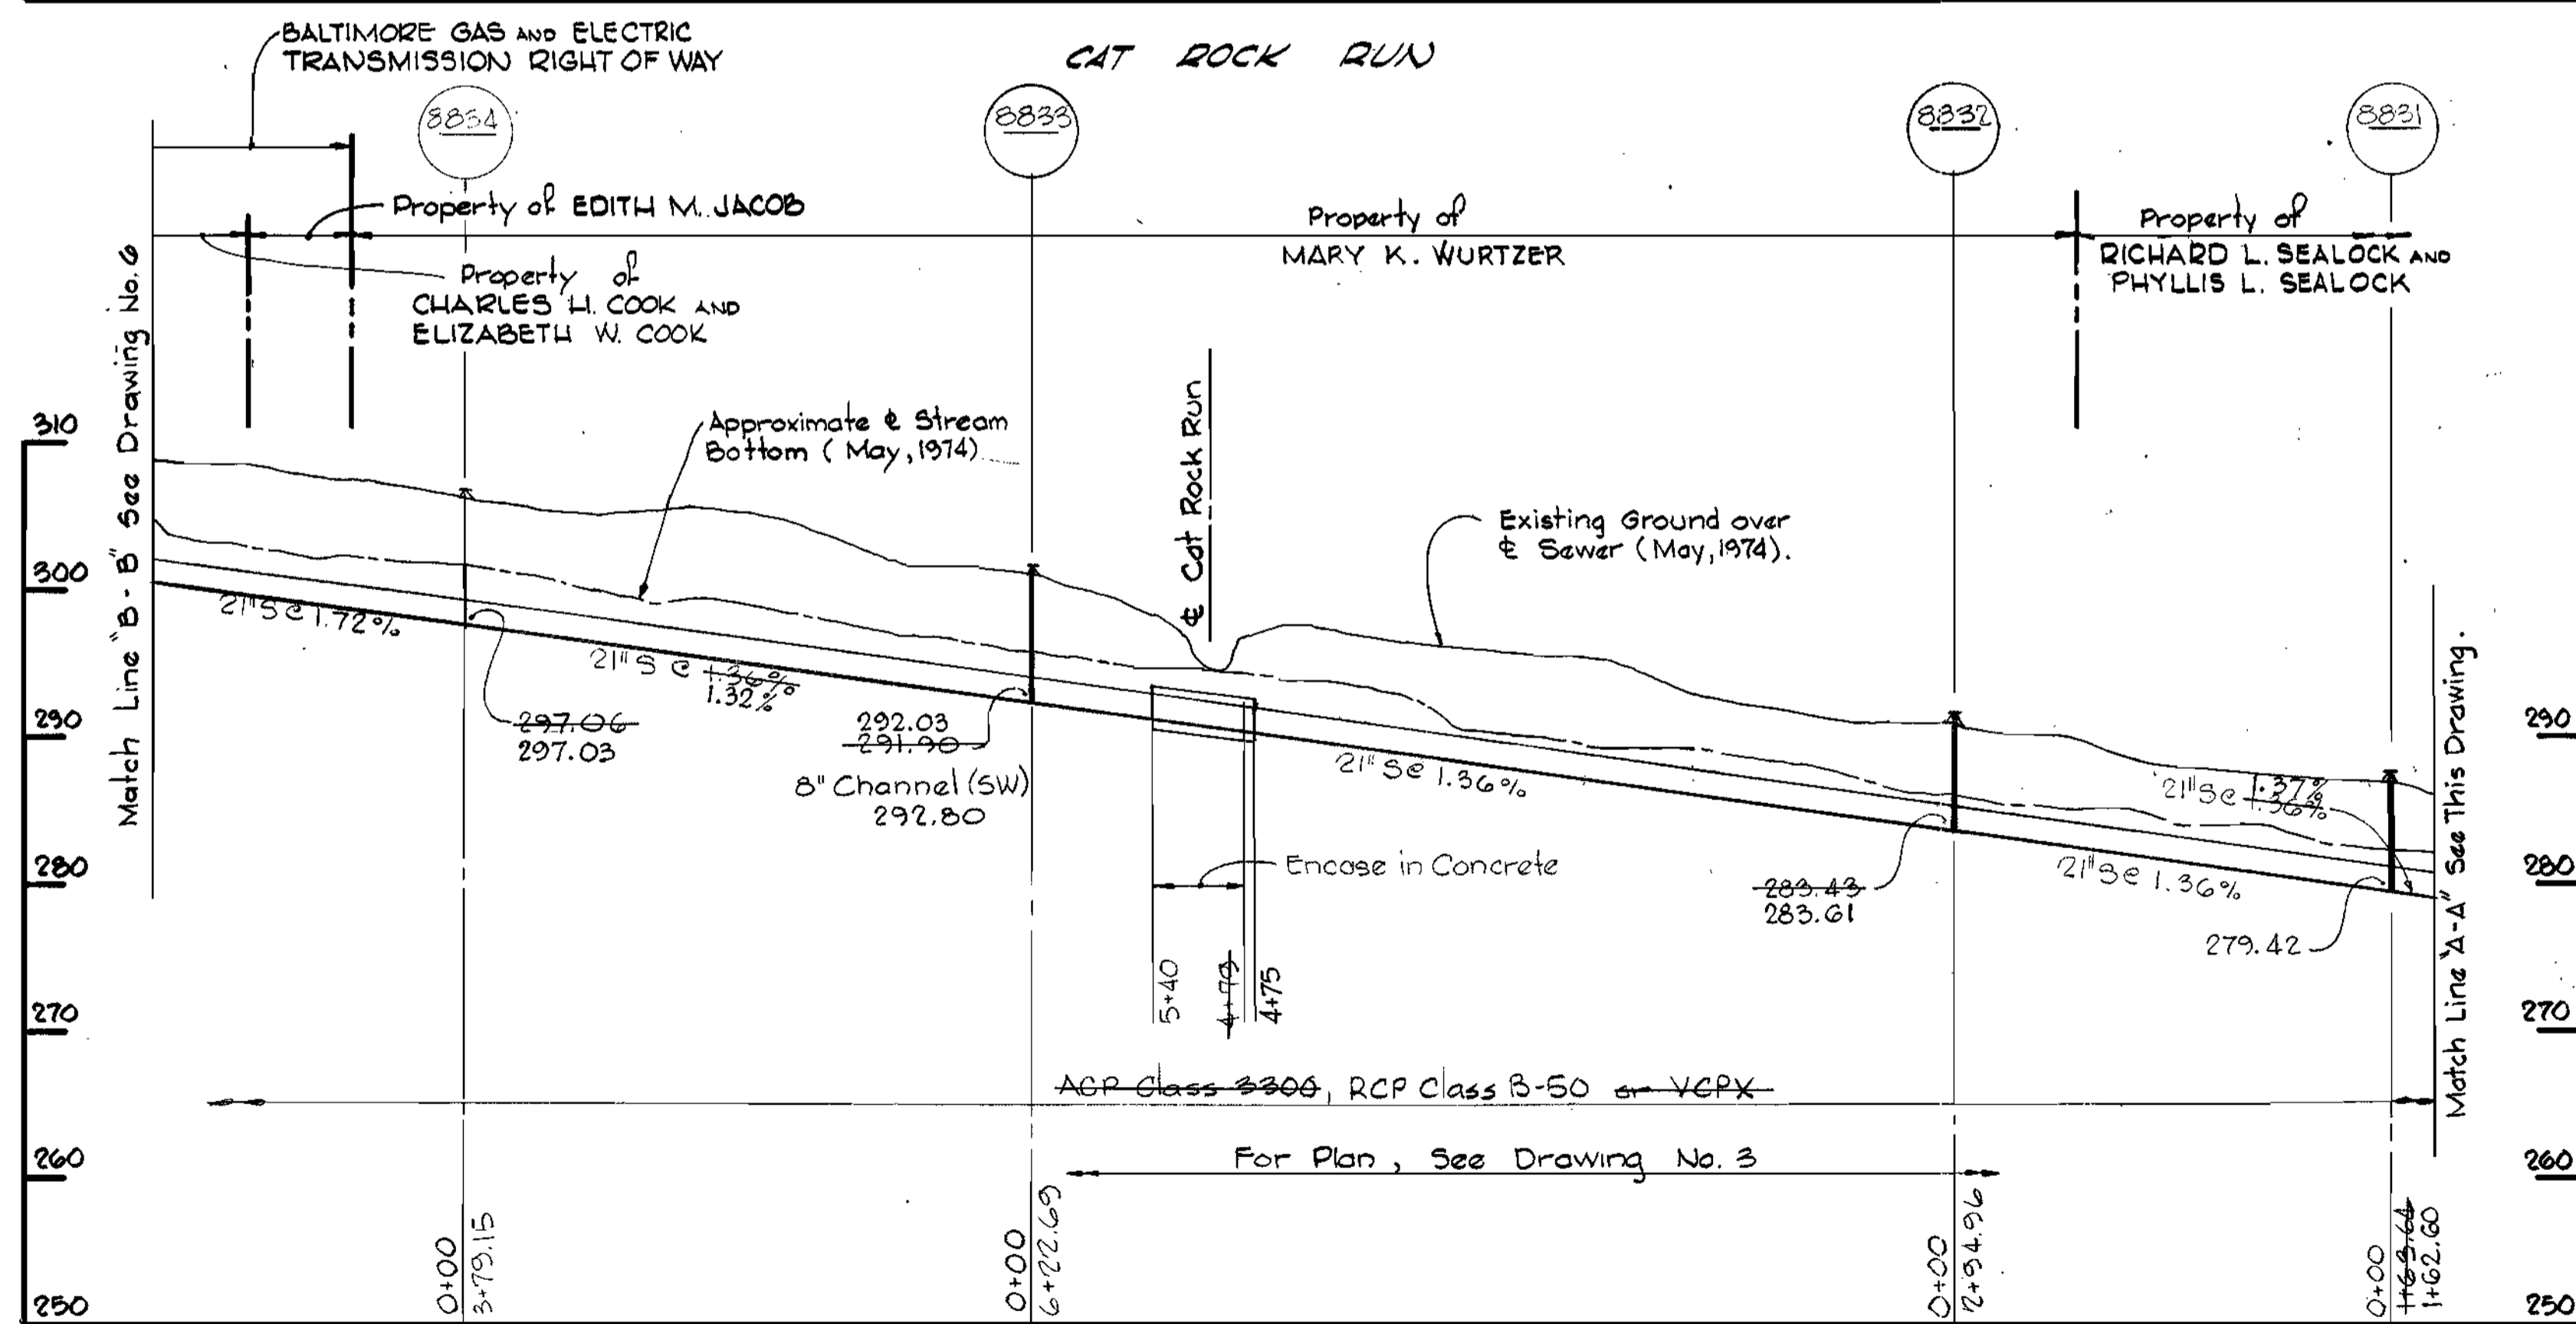 BALTIMORE GAS AND ELECTRIC
TRANSMISSION RIGHT OF WAY
CAT ROCK RUN
8834
8833
8832
8831
Property of EDITH M. JACOB
Property of
MARY K. WURTZER
Property of
RICHARD L. SEALOCK AND
PHYLLIS L. SEALOCK
Property of
CHARLES H. COOK AND
ELIZABETH W. COOK
Match Line "B-B" See Drawing No. 6
Approximate ℄ Stream
Bottom (May, 1974)
℄ Cat Rock Run
Existing Ground over
℄ Sewer (May, 1974).
310
300
290
280
270
260
250
21"S @ 1.72%
21"S @ 1.36%
1.32%
297.06
297.03
292.03
291.90
8" Channel (SW)
292.80
21"S @ 1.36%
Encase in Concrete
5+40
4+79
4+75
283.43
283.61
21"S @ 1.37%
1.36%
21"S @ 1.36%
279.42
Match Line "A-A" See This Drawing.
290
280
270
260
250
ACP Class 3300, RCP Class B-50 or VCPX
For Plan, See Drawing No. 3
0+00
3+79.15
0+00
6+22.69
0+00
2+94.96
0+00
1+63.64
1+62.60